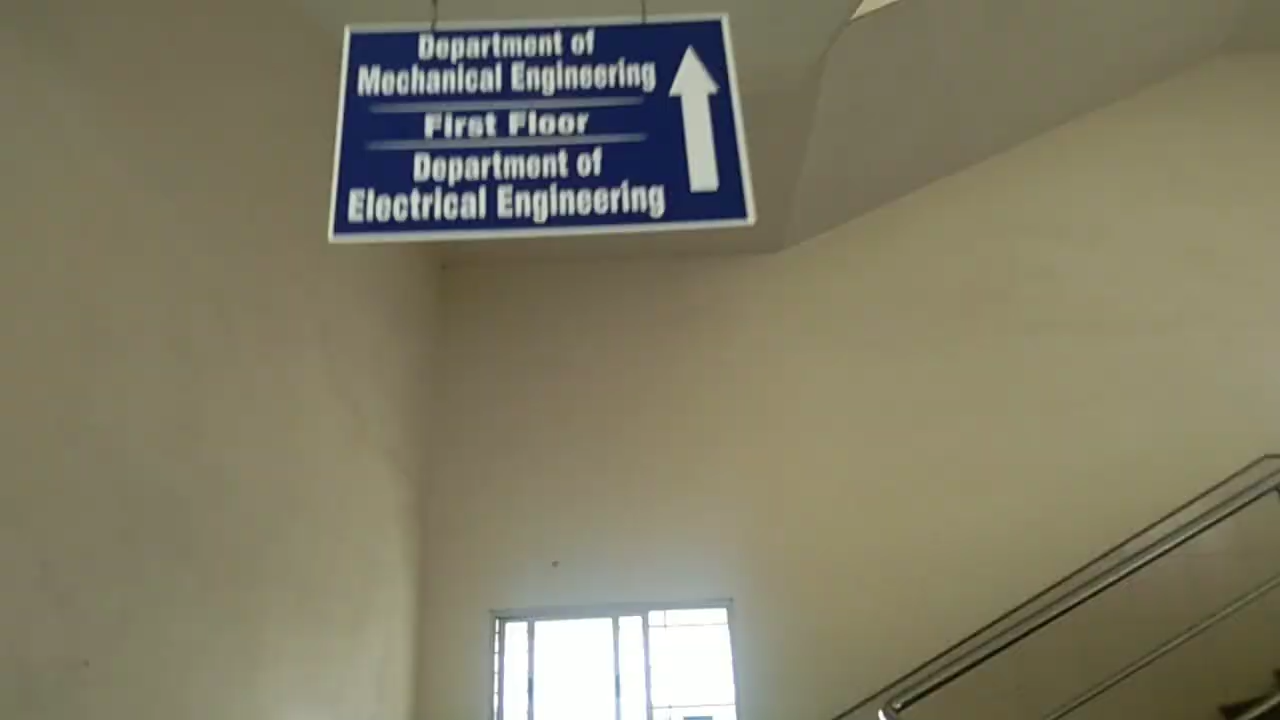 Department of
Mechanical Engineering
First Floor
Department of
Electrical Engineering